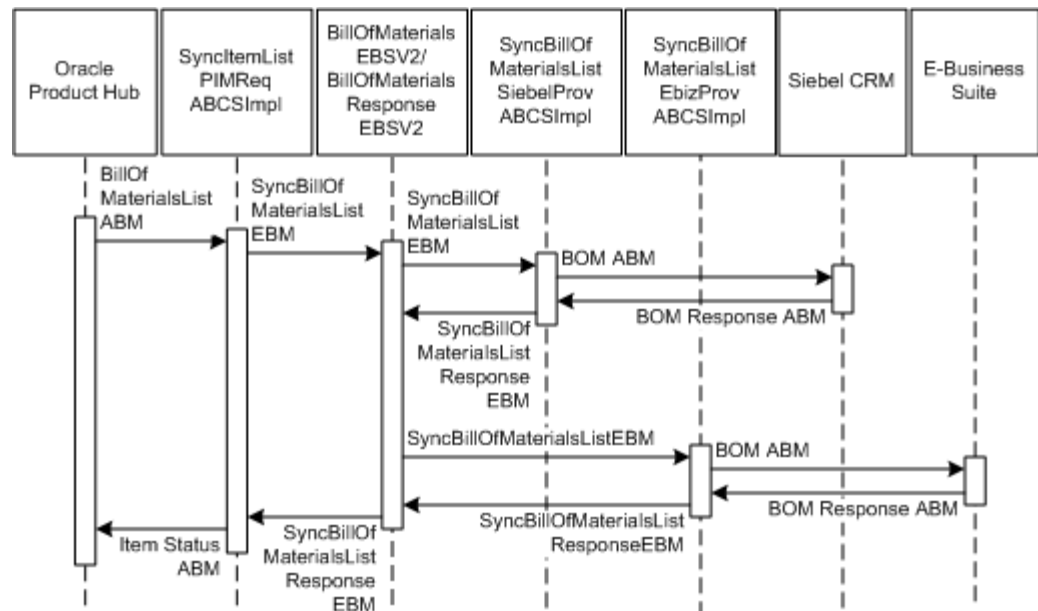 Oracle
Product Hub
SyncItemList
PIMReq
ABCSImpl
BillOfMaterials
EBSV2/
BillOfMaterials
Response
EBSV2
SyncBillOf
MaterialsList
SiebelProv
ABCSImpl
SyncBillOf
MaterialsList
EbizProv
ABCSImpl
Siebel CRM
E-Business
Suite
BillOf
MaterialsList
ABM
SyncBillOf
MaterialsList
EBM
SyncBillOf
MaterialsList
EBM
BOM ABM
BOM Response ABM
SyncBillOf
MaterialsList
Response
EBM
SyncBillOfMaterialsListEBM
BOM ABM
BOM Response ABM
SyncBillOfMaterialsList
ResponseEBM
SyncBillOf
MaterialsList
Response
EBM
Item Status
ABM